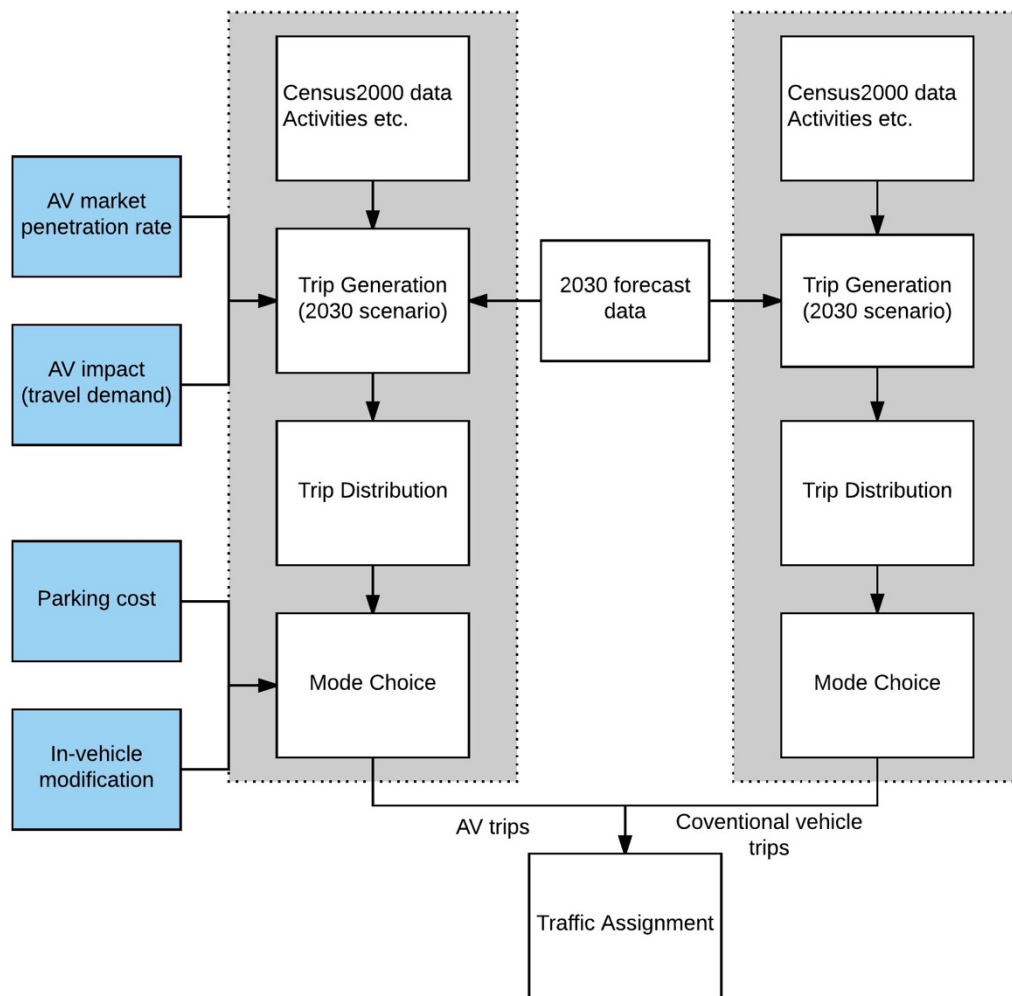 Census2000 data
Activities etc.
Census2000 data
Activities etc.
AV market
penetration rate
Trip Generation
(2030 scenario)
2030 forecast
data
Trip Generation
(2030 scenario)
AV impact
(travel demand)
Trip Distribution
Trip Distribution
Parking cost
Mode Choice
Mode Choice
In-vehicle
modification
AV trips
Coventional vehicle
trips
Traffic Assignment